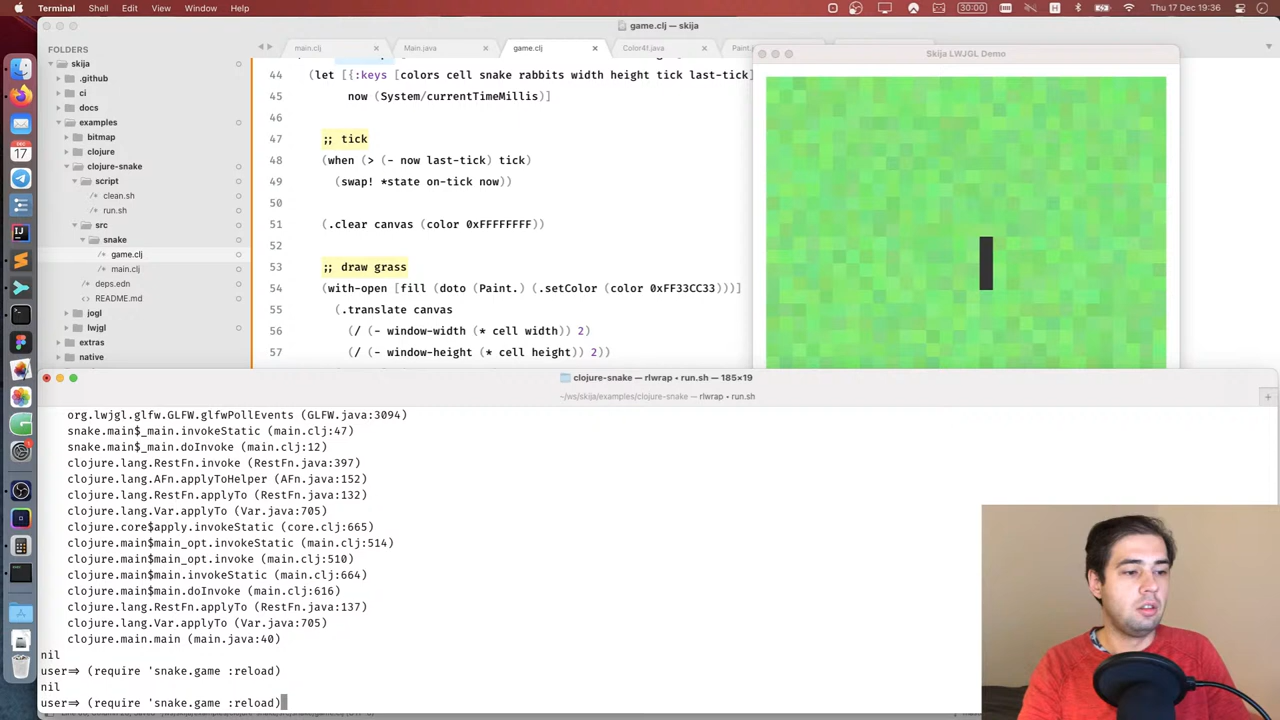 Terminal Shell Edit View Window Help
30:00
Thu 17 Dec 19:36
game.clj — skija
FOLDERS
main.clj
Main.java
game.clj
Color4f.java
Paint.
Skija LWJGL Demo
skija
.github
ci
docs
examples
bitmap
clojure
clojure-snake
script
clean.sh
run.sh
src
snake
game.clj
main.clj
deps.edn
README.md
jogl
lwjgl
extras
native
44 (let [{:keys [colors cell snake rabbits width height tick last-tick]
45 now (System/currentTimeMillis)]
46
47 ;; tick
48 (when (> (- now last-tick) tick)
49 (swap! *state on-tick now))
50
51 (.clear canvas (color 0xFFFFFFFF))
52
53 ;; draw grass
54 (with-open [fill (doto (Paint.) (.setColor (color 0xFF33CC33)))]
55 (.translate canvas
56 (/ (- window-width (* cell width)) 2)
57 (/ (- window-height (* cell height)) 2))
clojure-snake — rlwrap • run.sh — 185×19
~/ws/skija/examples/clojure-snake — rlwrap • run.sh
org.lwjgl.glfw.GLFW.glfwPollEvents (GLFW.java:3094)
snake.main$_main.invokeStatic (main.clj:47)
snake.main$_main.doInvoke (main.clj:12)
clojure.lang.RestFn.invoke (RestFn.java:397)
clojure.lang.AFn.applyToHelper (AFn.java:152)
clojure.lang.RestFn.applyTo (RestFn.java:132)
clojure.lang.Var.applyTo (Var.java:705)
clojure.core$apply.invokeStatic (core.clj:665)
clojure.main$main_opt.invokeStatic (main.clj:514)
clojure.main$main_opt.invoke (main.clj:510)
clojure.main$main.invokeStatic (main.clj:664)
clojure.main$main.doInvoke (main.clj:616)
clojure.lang.RestFn.applyTo (RestFn.java:137)
clojure.lang.Var.applyTo (Var.java:705)
clojure.main.main (main.java:40)
nil
user=> (require 'snake.game :reload)
nil
user=> (require 'snake.game :reload)